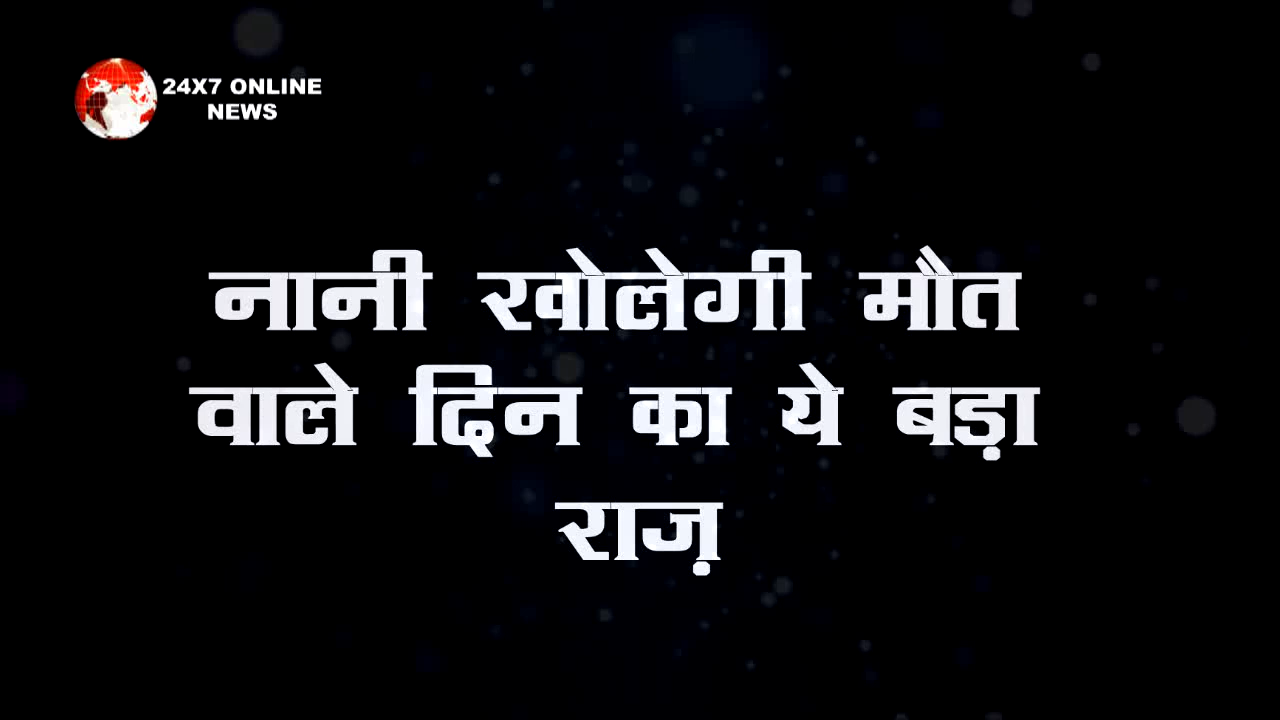 24X7 ONLINE
NEWS
नानी खोलेगी मौत
वाले दिन का ये बड़ा
राज़